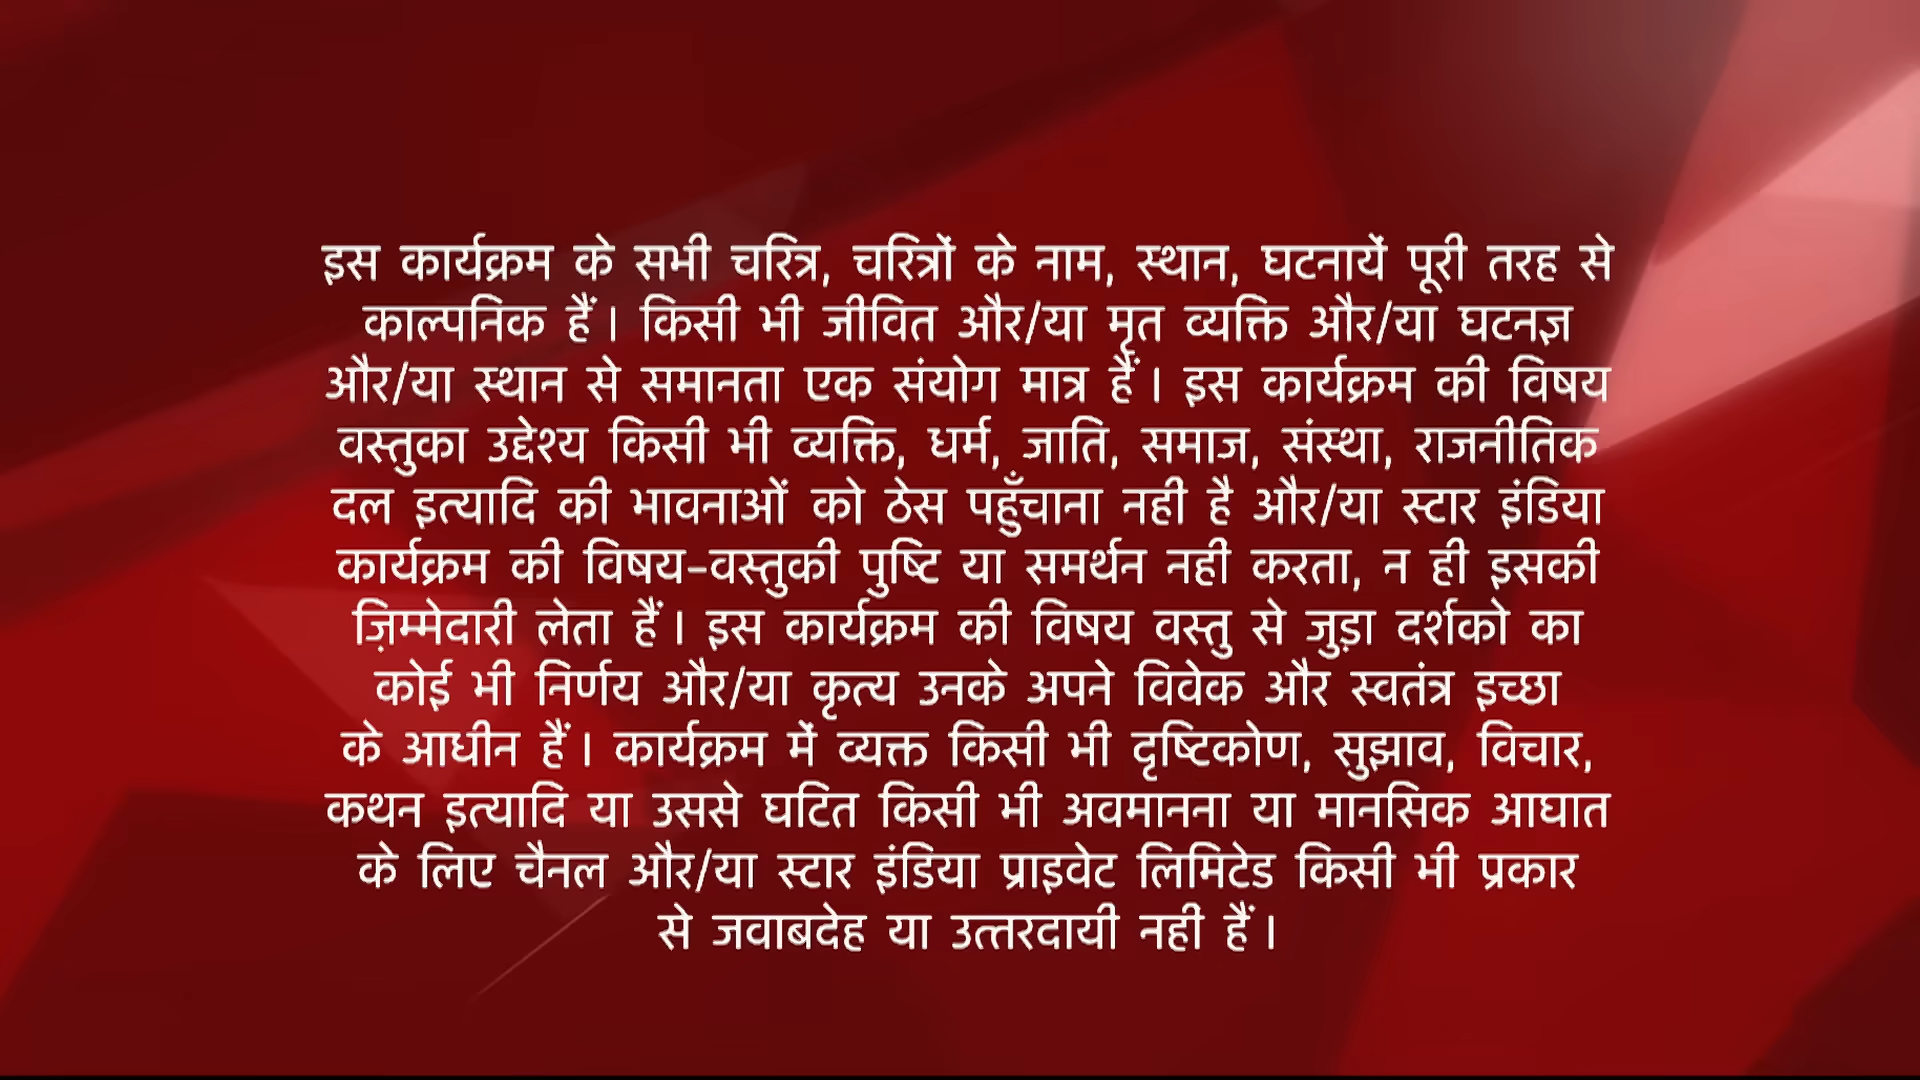 इस कार्यक्रम के सभी चरित्र, चरित्रों के नाम, स्थान, घटनायें पूरी तरह से
काल्पनिक हैं। किसी भी जीवित और/या मृत व्यक्ति और/या घटनज्ञ
और/या स्थान से समानता एक संयोग मात्र हैं। इस कार्यक्रम की विषय
वस्तुका उद्देश्य किसी भी व्यक्ति, धर्म, जाति, समाज, संस्था, राजनीतिक
दल इत्यादि की भावनाओं को ठेस पहुँचाना नही है और/या स्टार इंडिया
कार्यक्रम की विषय-वस्तुकी पुष्टि या समर्थन नही करता, न ही इसकी
ज़िम्मेदारी लेता हैं। इस कार्यक्रम की विषय वस्तु से जुड़ा दर्शको का
कोई भी निर्णय और/या कृत्य उनके अपने विवेक और स्वतंत्र इच्छा
के आधीन हैं। कार्यक्रम में व्यक्त किसी भी दृष्टिकोण, सुझाव, विचार,
कथन इत्यादि या उससे घटित किसी भी अवमानना या मानसिक आघात
के लिए चैनल और/या स्टार इंडिया प्राइवेट लिमिटेड किसी भी प्रकार
से जवाबदेह या उत्तरदायी नही हैं।